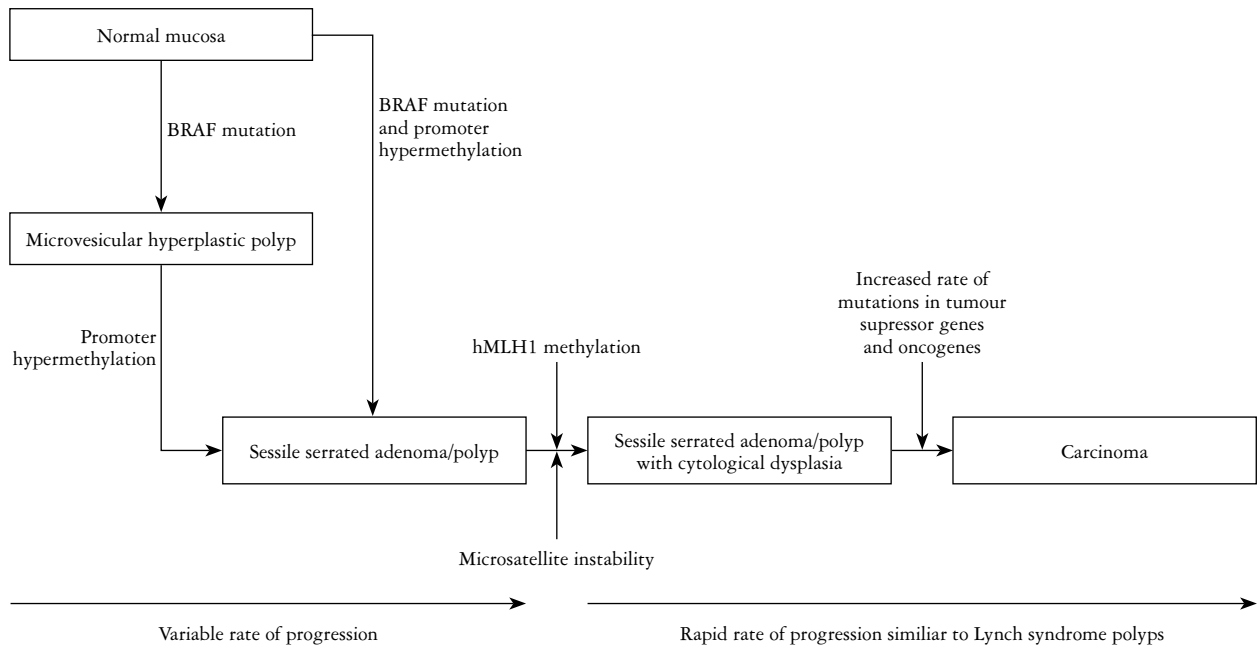 Normal mucosa
BRAF mutation
BRAF mutation
and promoter
hypermethylation
Microvesicular hyperplastic polyp
Promoter
hypermethylation
hMLH1 methylation
Increased rate of
mutations in tumour
supressor genes
and oncogenes
Sessile serrated adenoma/polyp
Sessile serrated adenoma/polyp
with cytological dysplasia
Carcinoma
Microsatellite instability
Variable rate of progression
Rapid rate of progression similiar to Lynch syndrome polyps